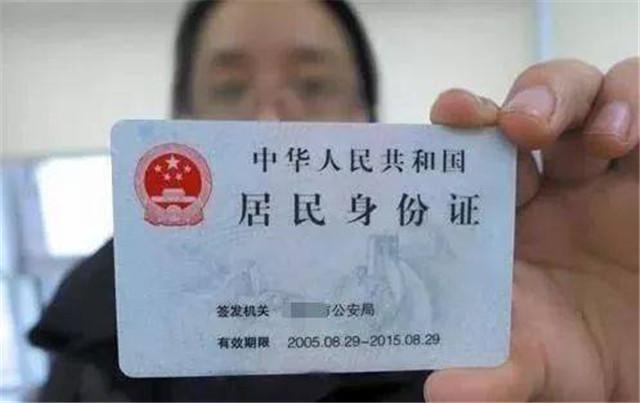 中华人民共和国
居民身份证
签发机关 市公安局
有效期限 2005.08.29-2015.08.29